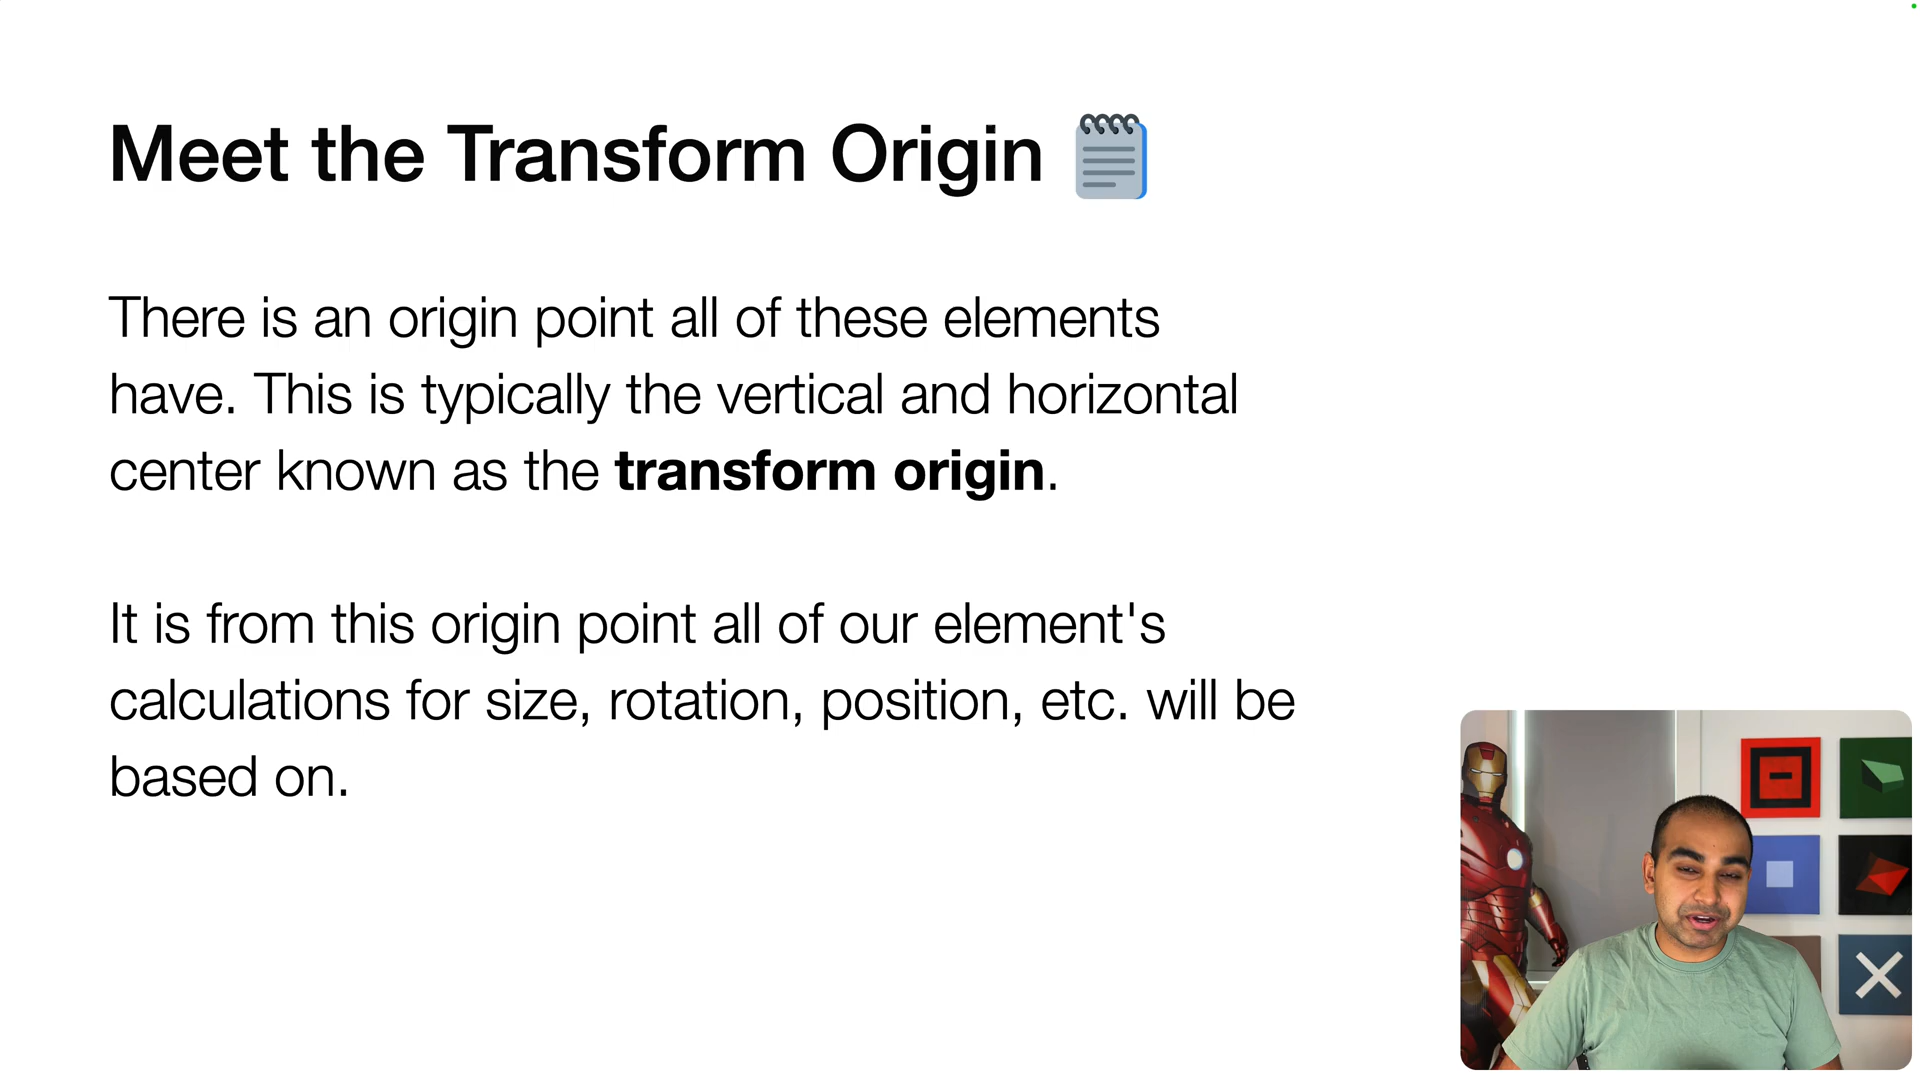 Meet the Transform Origin
There is an origin point all of these elements
have. This is typically the vertical and horizontal
center known as the transform origin.
It is from this origin point all of our element's
calculations for size, rotation, position, etc. will be
based on.